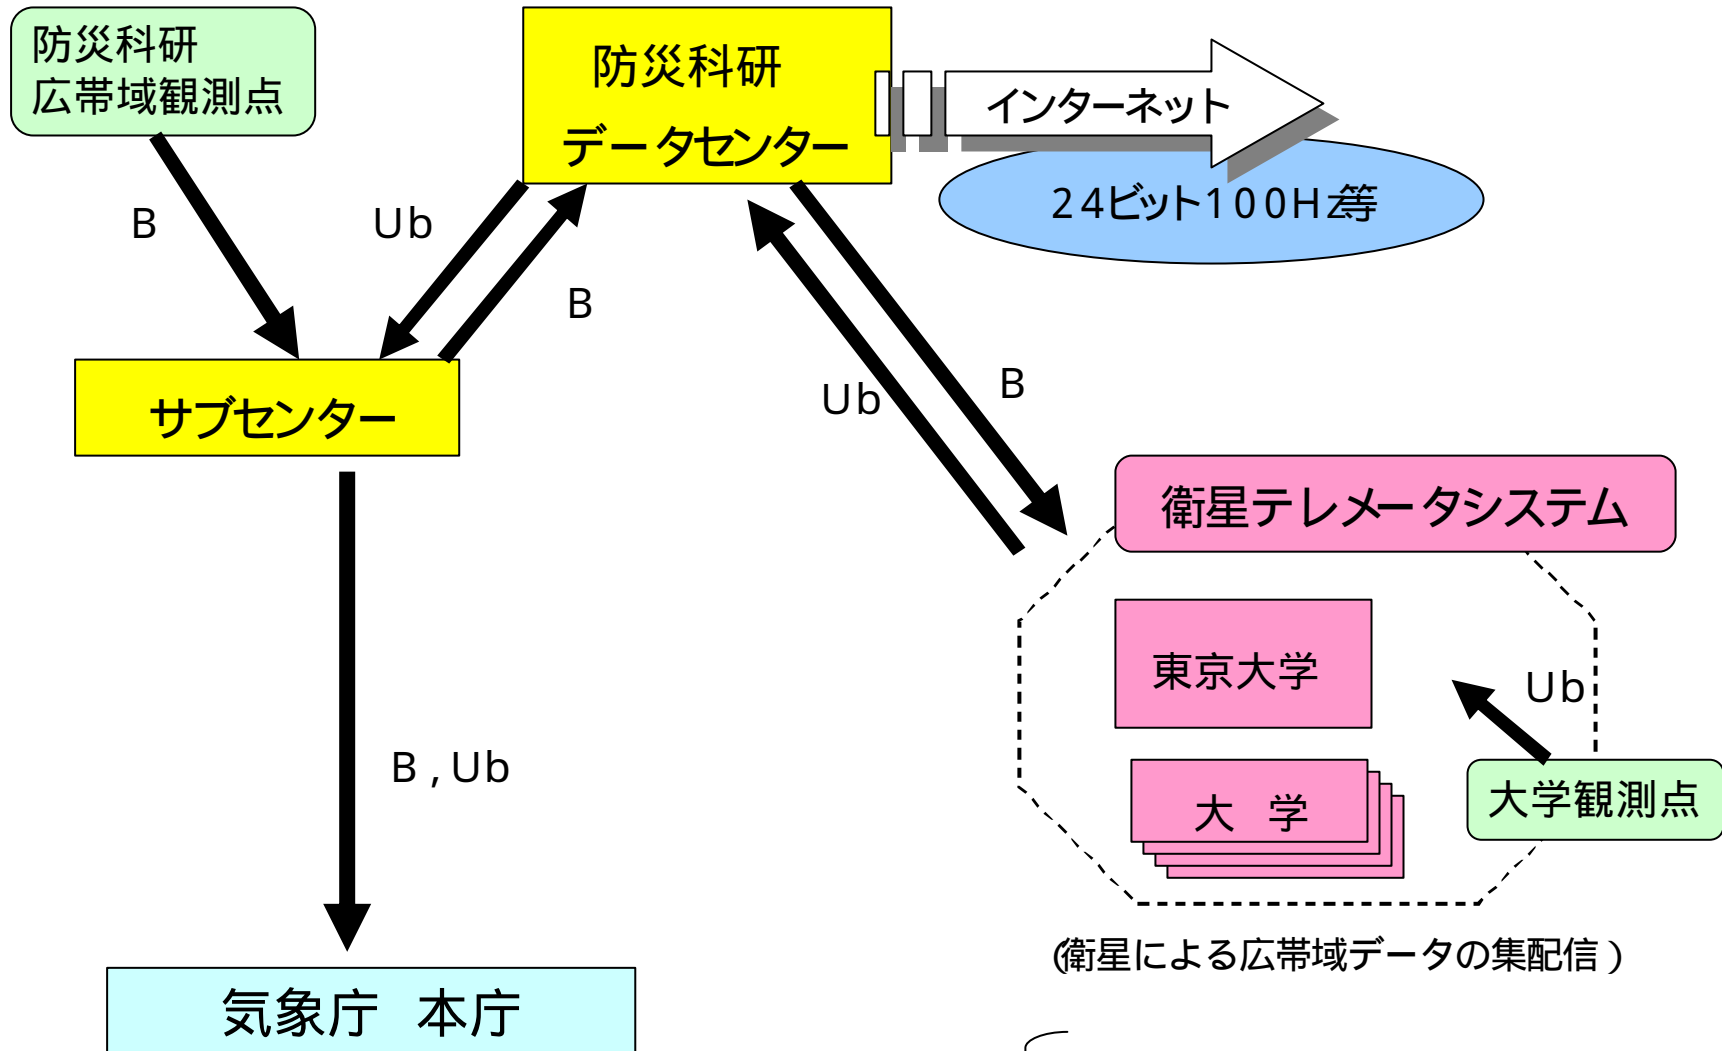 防災科研
広帯域観測点
防災科研
データセンター
インターネット
24ビット100Hz等
B
Ub
B
Ub
B
サブセンター
衛星テレメータシステム
東京大学
Ub
大学観測点
大 学
B,Ub
(衛星による広帯域データの集配信)
気象庁 本庁